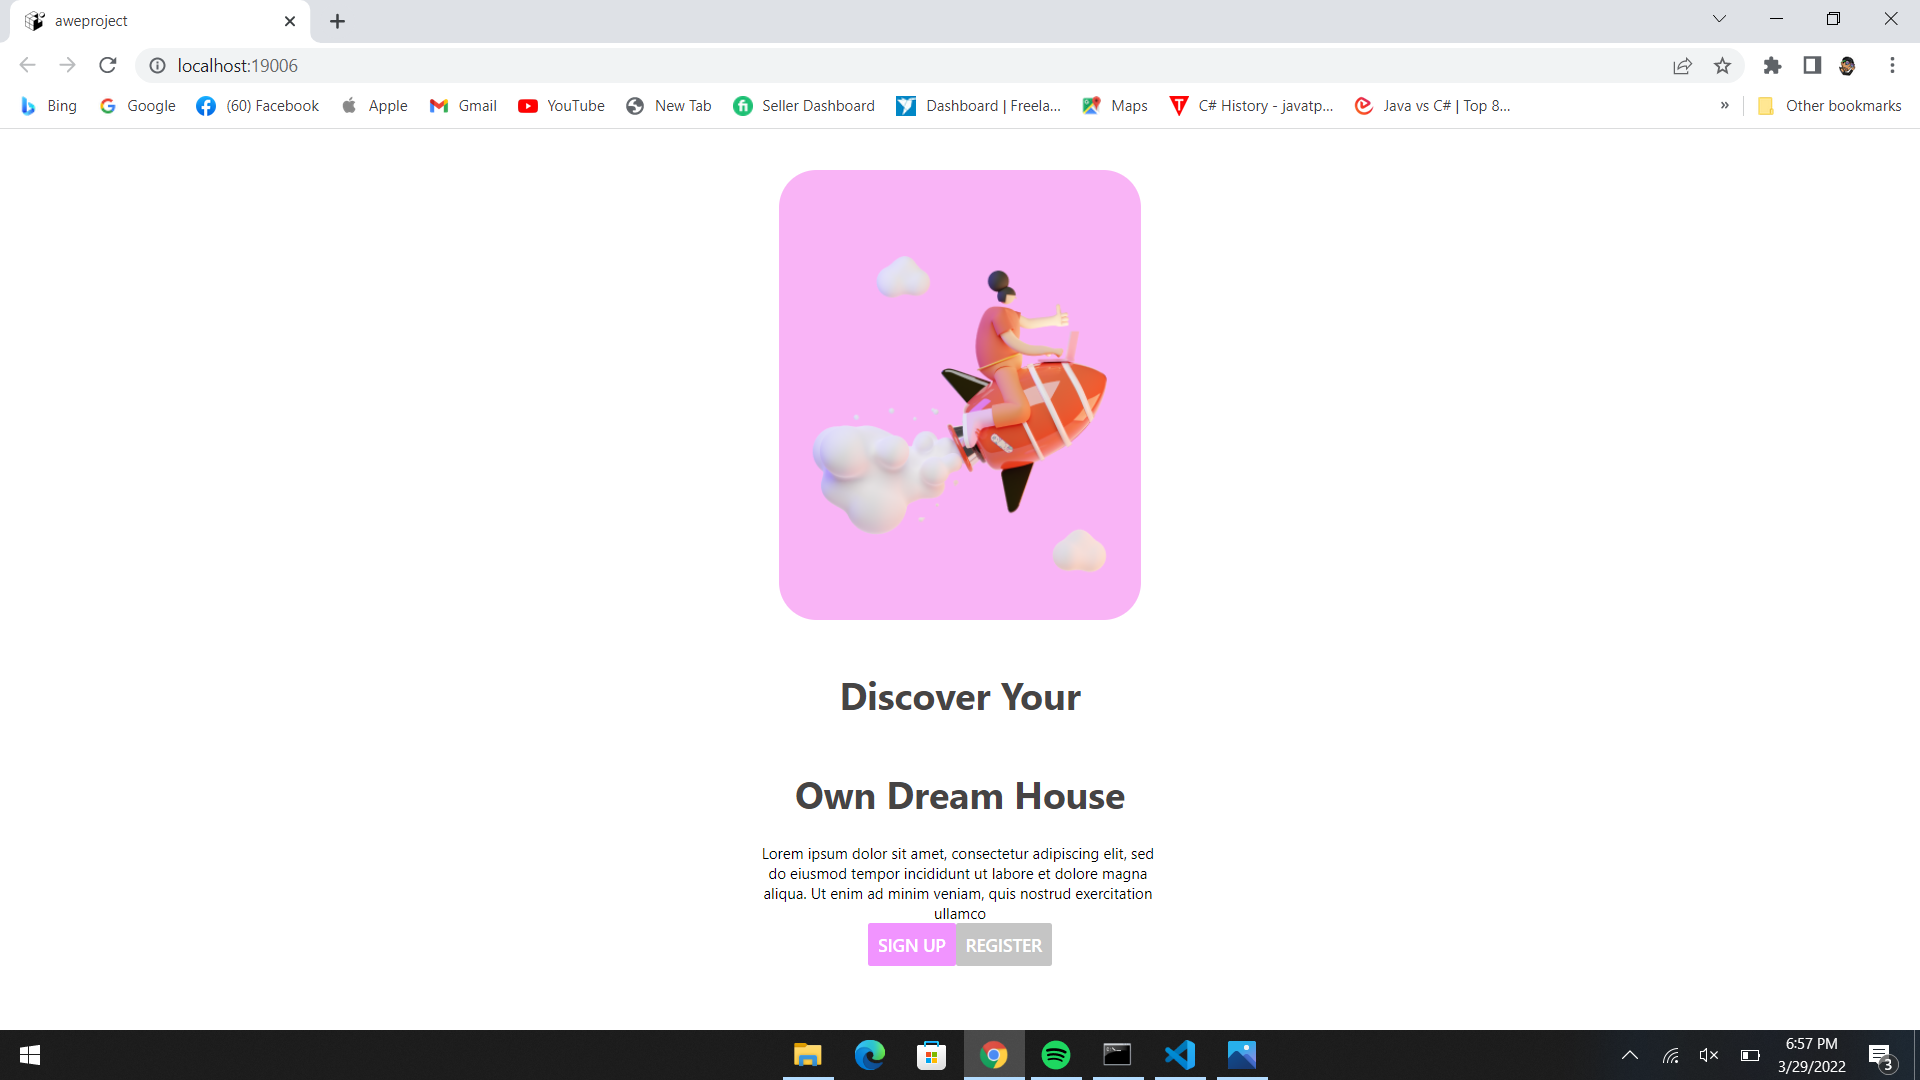 aweproject
localhost:19006
Bing Google (60) Facebook Apple Gmail YouTube New Tab Seller Dashboard Dashboard | Freela... Maps C# History - javatp... Java vs C# | Top 8... » Other bookmarks
Discover Your
Own Dream House
Lorem ipsum dolor sit amet, consectetur adipiscing elit, sed
do eiusmod tempor incididunt ut labore et dolore magna
aliqua. Ut enim ad minim veniam, quis nostrud exercitation
ullamco
SIGN UP REGISTER
6:57 PM
3/29/2022
3